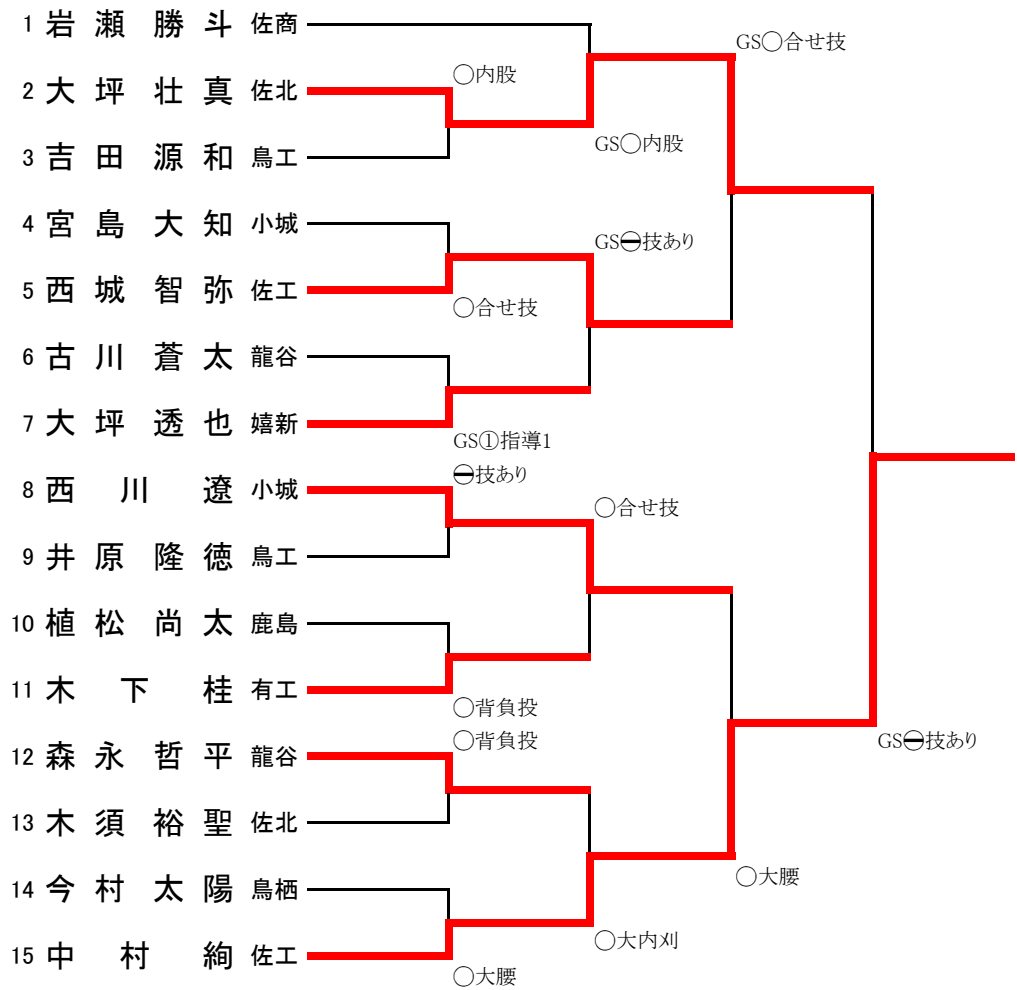 1 岩瀬勝斗 佐商
GS○合せ技
2 大坪壮真 佐北
○内股
GS○内股
3 吉田源和 鳥工
4 宮島大知 小城
GS⊖技あり
5 西城智弥 佐工
○合せ技
6 古川蒼太 龍谷
7 大坪透也 嬉新
GS①指導1
⊖技あり
8 西川遼 小城
○合せ技
9 井原隆徳 鳥工
10 植松尚太 鹿島
11 木下桂 有工
○背負投
○背負投
12 森永哲平 龍谷
GS⊖技あり
13 木須裕聖 佐北
14 今村太陽 鳥栖
○大腰
○大内刈
15 中村絢 佐工
○大腰